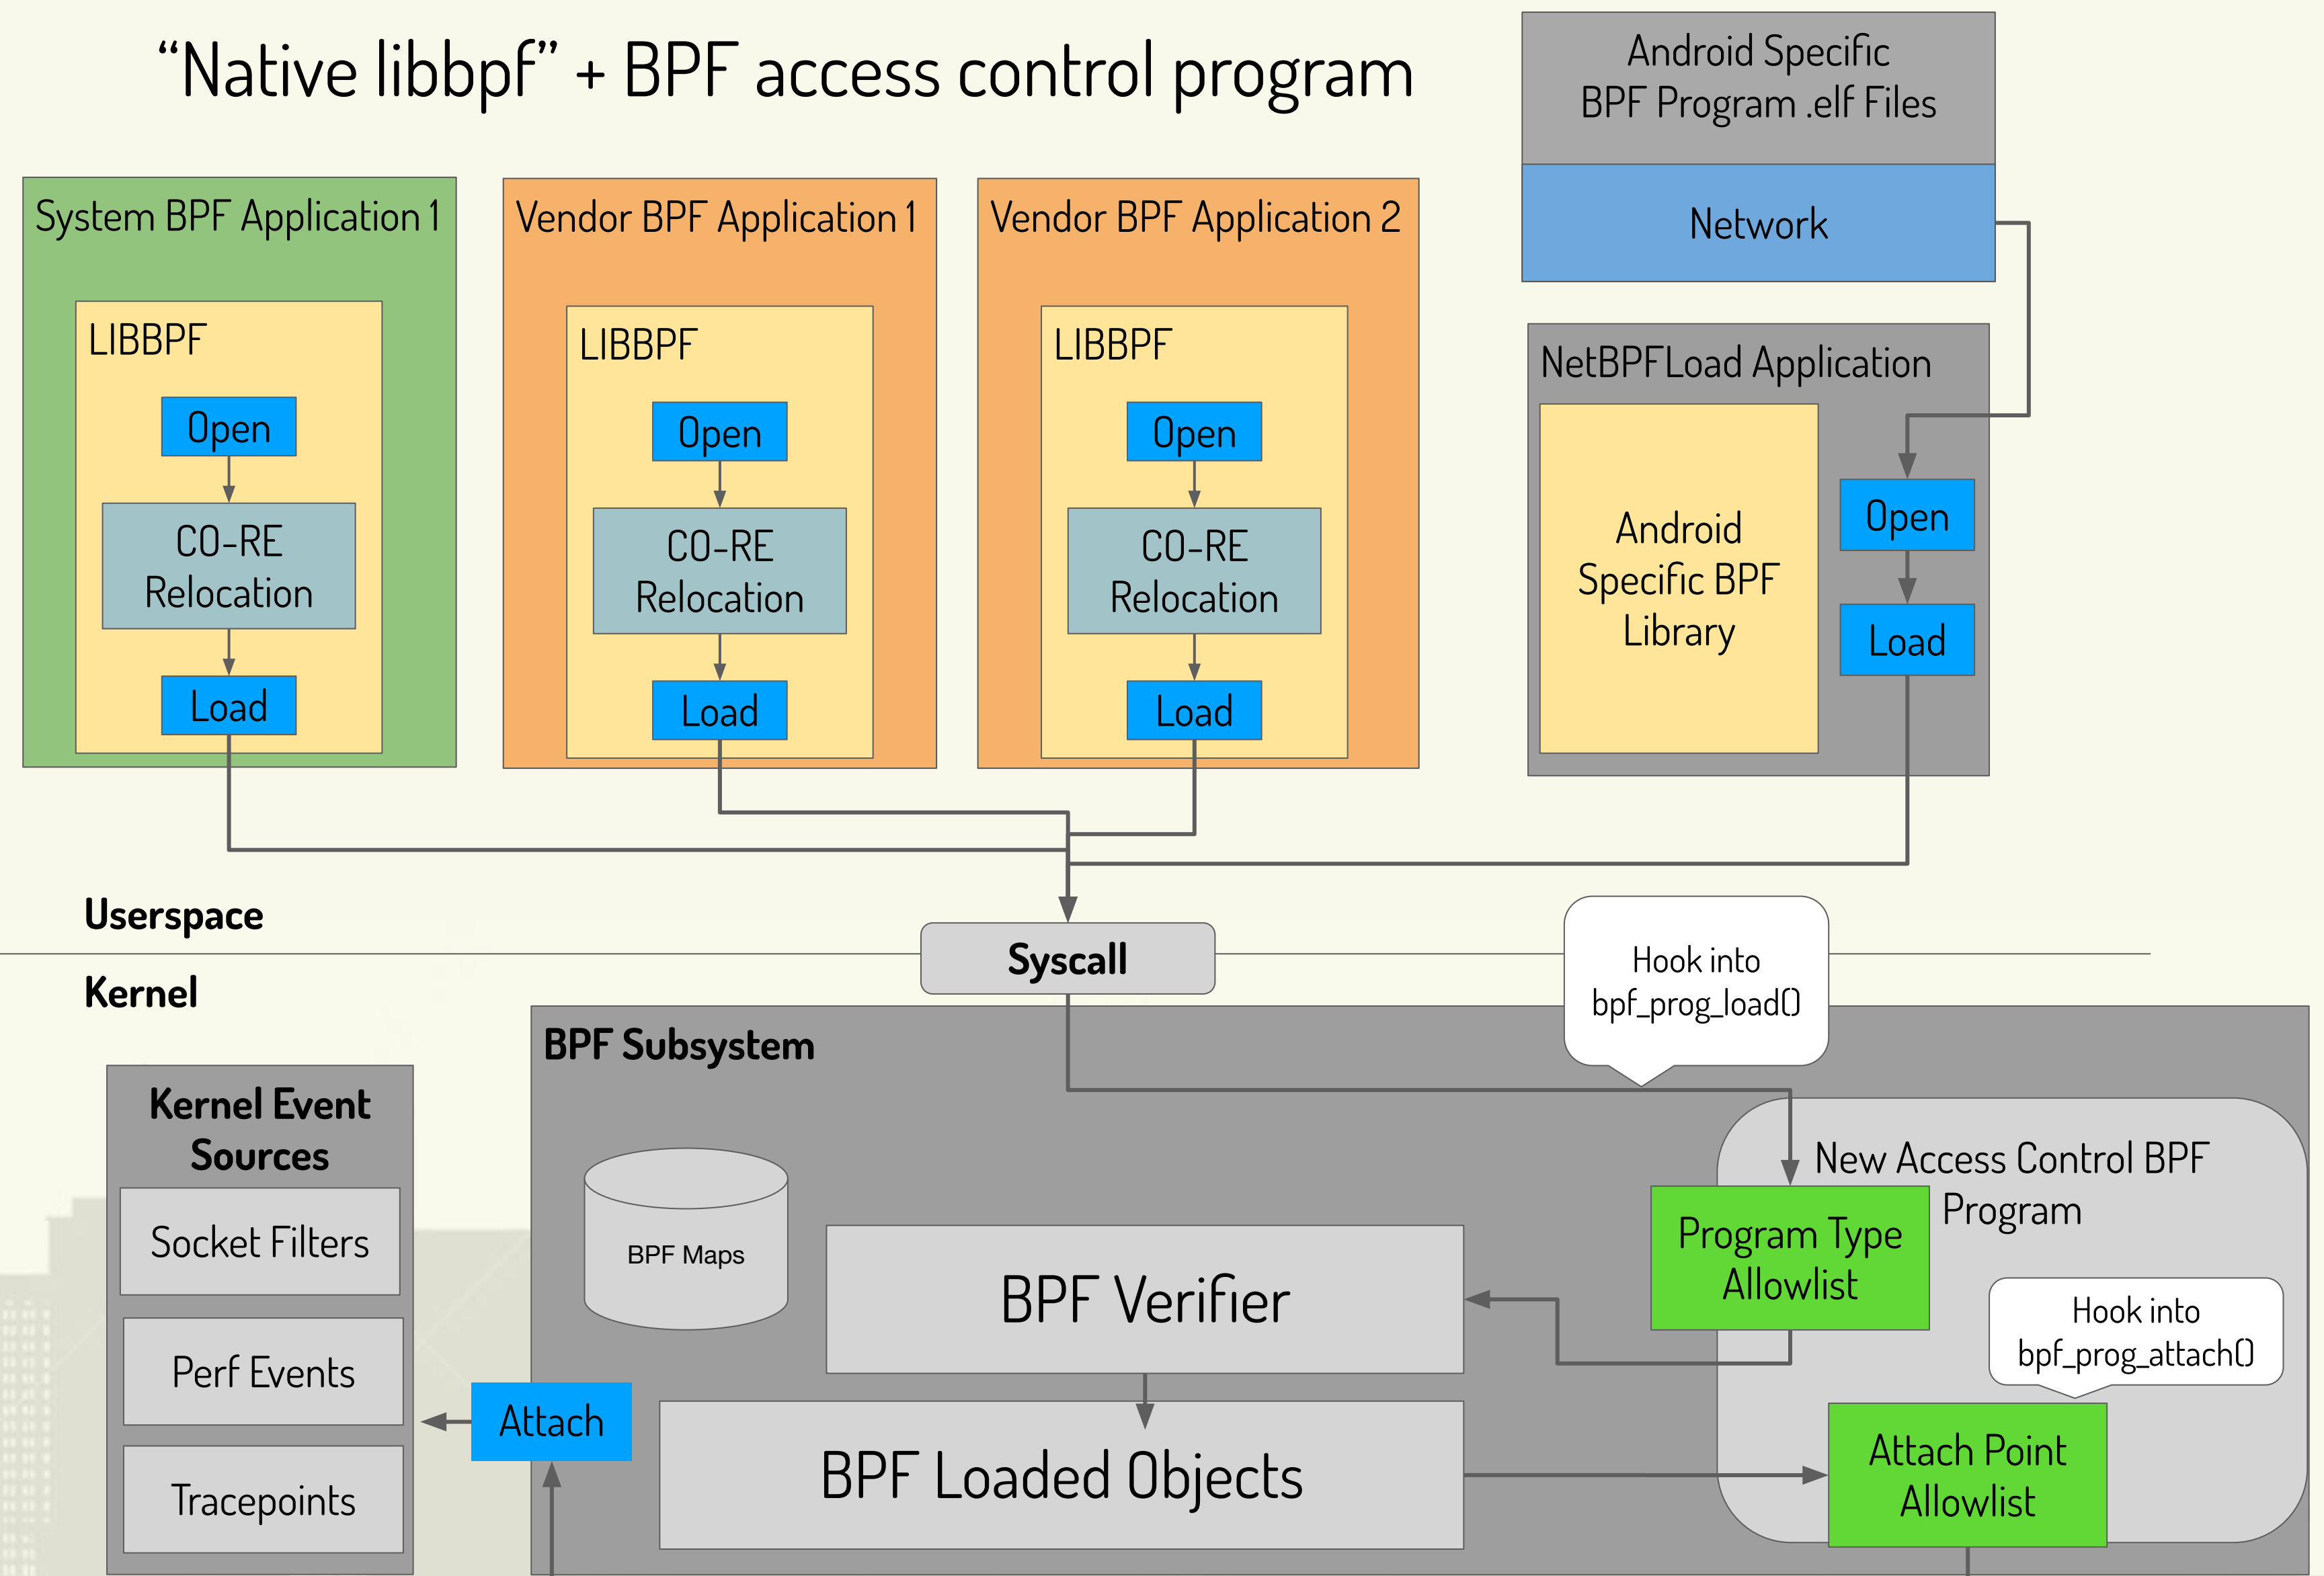 “Native libbpf” + BPF access control program
Android Specific
BPF Program .elf Files
Network
System BPF Application 1
LIBBPF
Open
CO-RE
Relocation
Load
Vendor BPF Application 1
LIBBPF
Open
CO-RE
Relocation
Load
Vendor BPF Application 2
LIBBPF
Open
CO-RE
Relocation
Load
NetBPFLoad Application
Android
Specific BPF
Library
Open
Load
Userspace
Syscall
Kernel
Hook into
bpf_prog_load()
BPF Subsystem
Kernel Event
Sources
Socket Filters
Perf Events
Tracepoints
Attach
BPF Maps
BPF Verifier
BPF Loaded Objects
New Access Control BPF
Program
Program Type
Allowlist
Hook into
bpf_prog_attach()
Attach Point
Allowlist